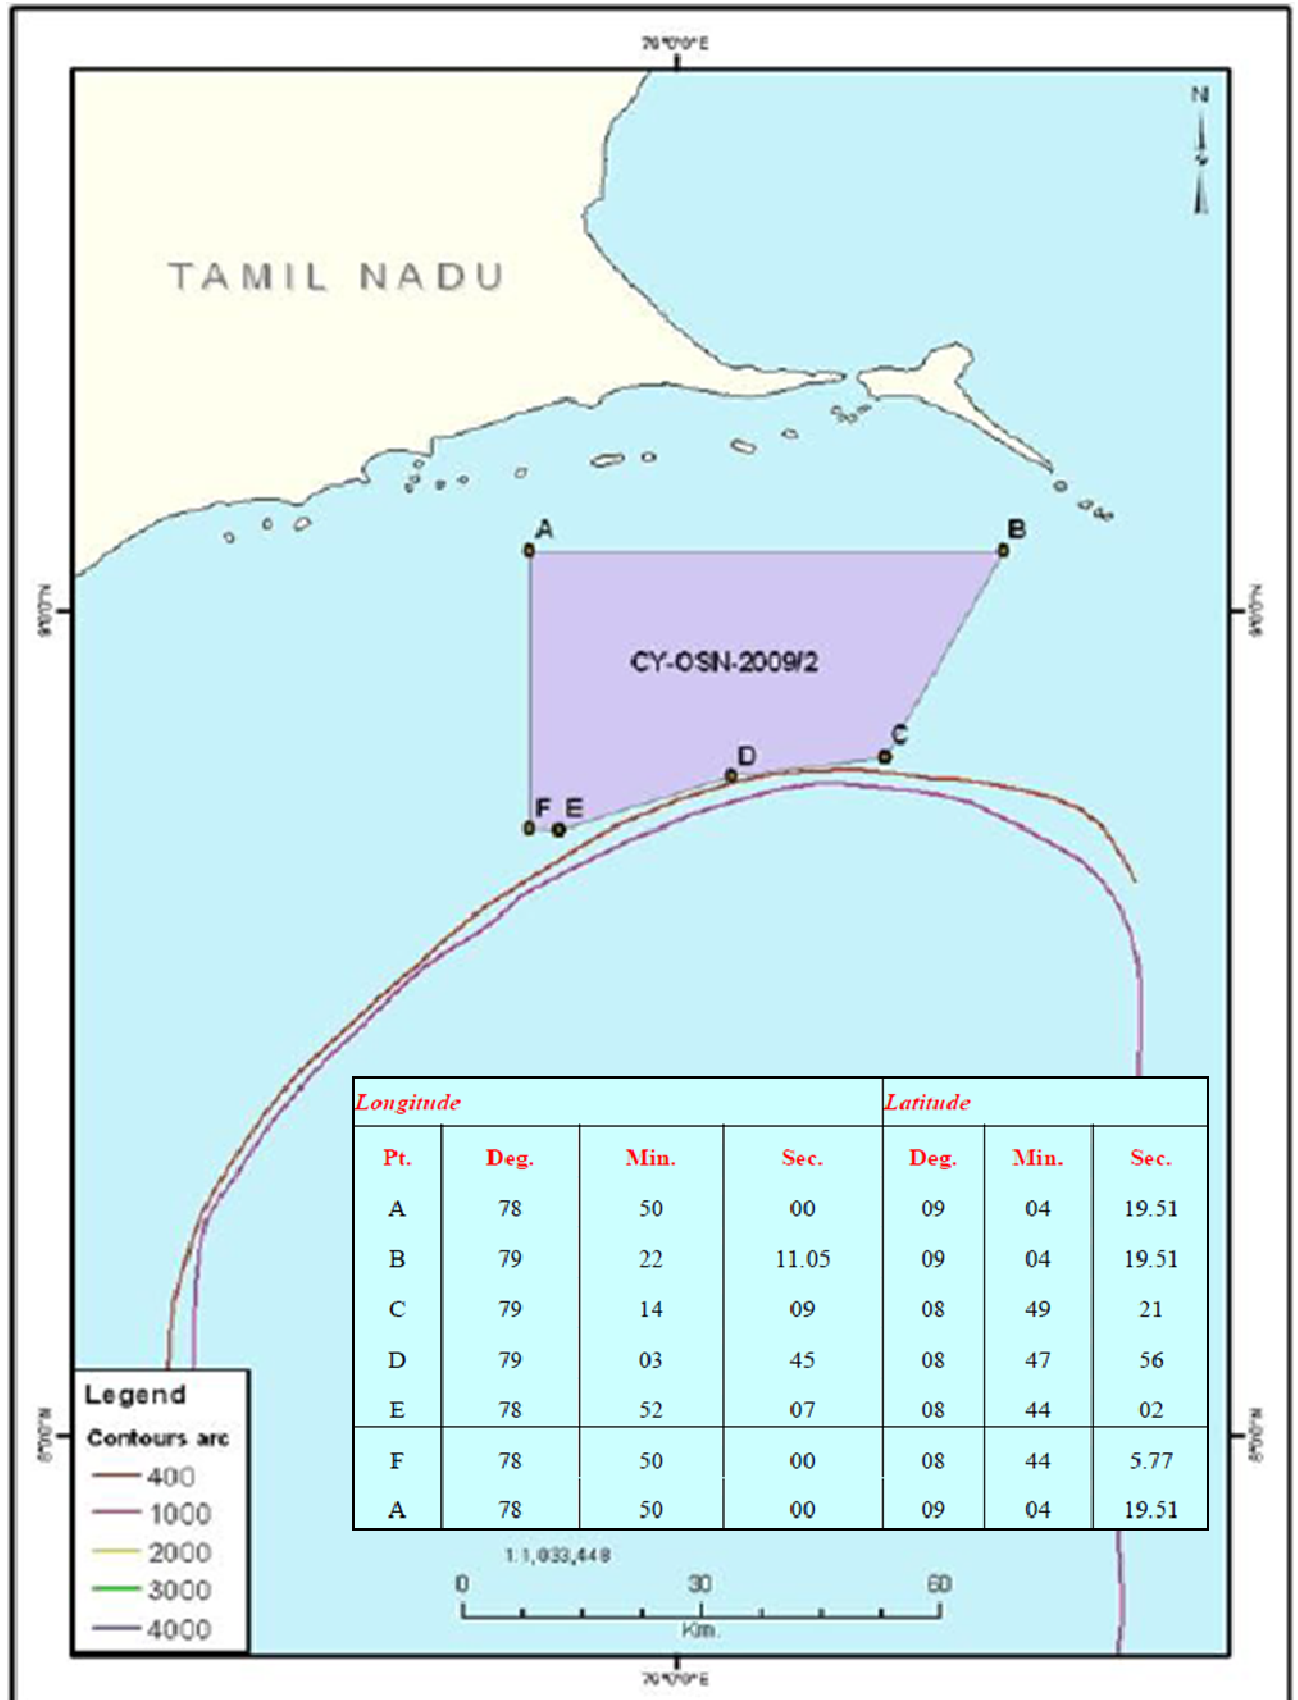 79°0'0"E
N
TAMIL NADU
A
B
9°0'0"N
9°0'0"N
CY-OSN-2009/2
C
D
F E
Longitude Latitude
Pt. Deg. Min. Sec. Deg. Min. Sec.
A 78 50 00 09 04 19.51
B 79 22 11.05 09 04 19.51
C 79 14 09 08 49 21
D 79 03 45 08 47 56
E 78 52 07 08 44 02
F 78 50 00 08 44 5.77
A 78 50 00 09 04 19.51
8°0'0"N
8°0'0"N
Legend
Contours arc
400
1000
2000
3000
4000
1:1,033,448
0 30 60
Km.
79°0'0"E